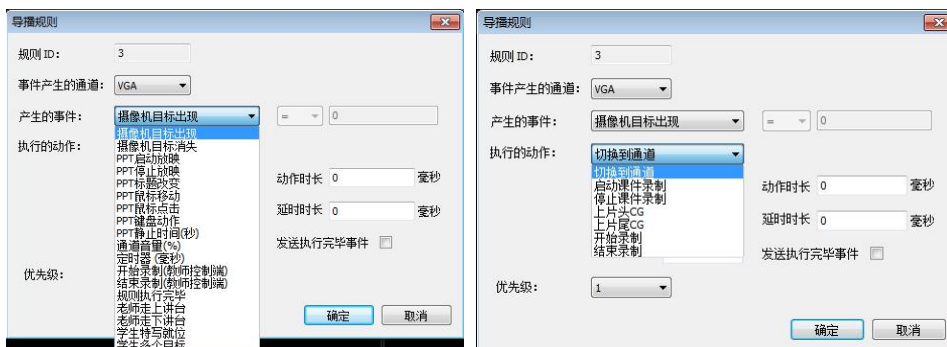 导播规则
规则 ID：
3
事件产生的通道：
VGA
产生的事件：
摄像机目标出现
=
0
摄像机目标出现
摄像机目标消失
PPT启动放映
PPT停止放映
PPT标题改变
PPT鼠标移动
PPT鼠标点击
PPT键盘动作
PPT静止时间(秒)
通道音量(%)
定时器(毫秒)
开始录制(教师控制端)
结束录制(教师控制端)
规则执行完毕
老师走上讲台
老师走下讲台
学生特写就位
学生多个目标
执行的动作：
动作时长
0
毫秒
延时时长
0
毫秒
发送执行完毕事件
优先级：
确定
取消
导播规则
规则 ID：
3
事件产生的通道：
VGA
产生的事件：
摄像机目标出现
=
0
执行的动作：
切换到通道
切换到通道
启动课件录制
停止课件录制
上片头CG
上片尾CG
开始录制
结束录制
动作时长
0
毫秒
延时时长
0
毫秒
发送执行完毕事件
优先级：
1
确定
取消